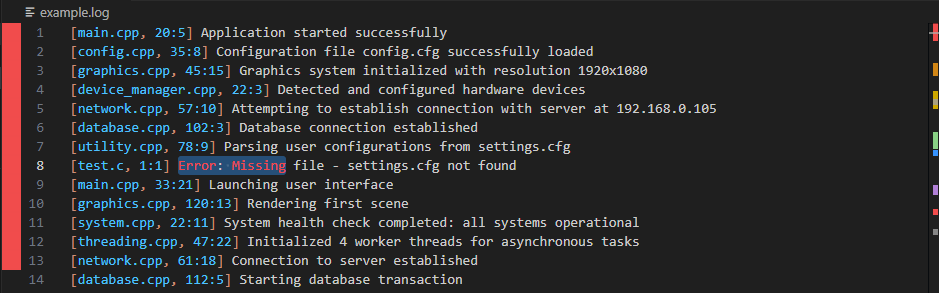 example.log
1 [main.cpp, 20:5] Application started successfully
2 [config.cpp, 35:8] Configuration file config.cfg successfully loaded
3 [graphics.cpp, 45:15] Graphics system initialized with resolution 1920x1080
4 [device_manager.cpp, 22:3] Detected and configured hardware devices
5 [network.cpp, 57:10] Attempting to establish connection with server at 192.168.0.105
6 [database.cpp, 102:3] Database connection established
7 [utility.cpp, 78:9] Parsing user configurations from settings.cfg
8 [test.c, 1:1] Error: Missing file - settings.cfg not found
9 [main.cpp, 33:21] Launching user interface
10 [graphics.cpp, 120:13] Rendering first scene
11 [system.cpp, 22:11] System health check completed: all systems operational
12 [threading.cpp, 47:22] Initialized 4 worker threads for asynchronous tasks
13 [network.cpp, 61:18] Connection to server established
14 [database.cpp, 112:5] Starting database transaction